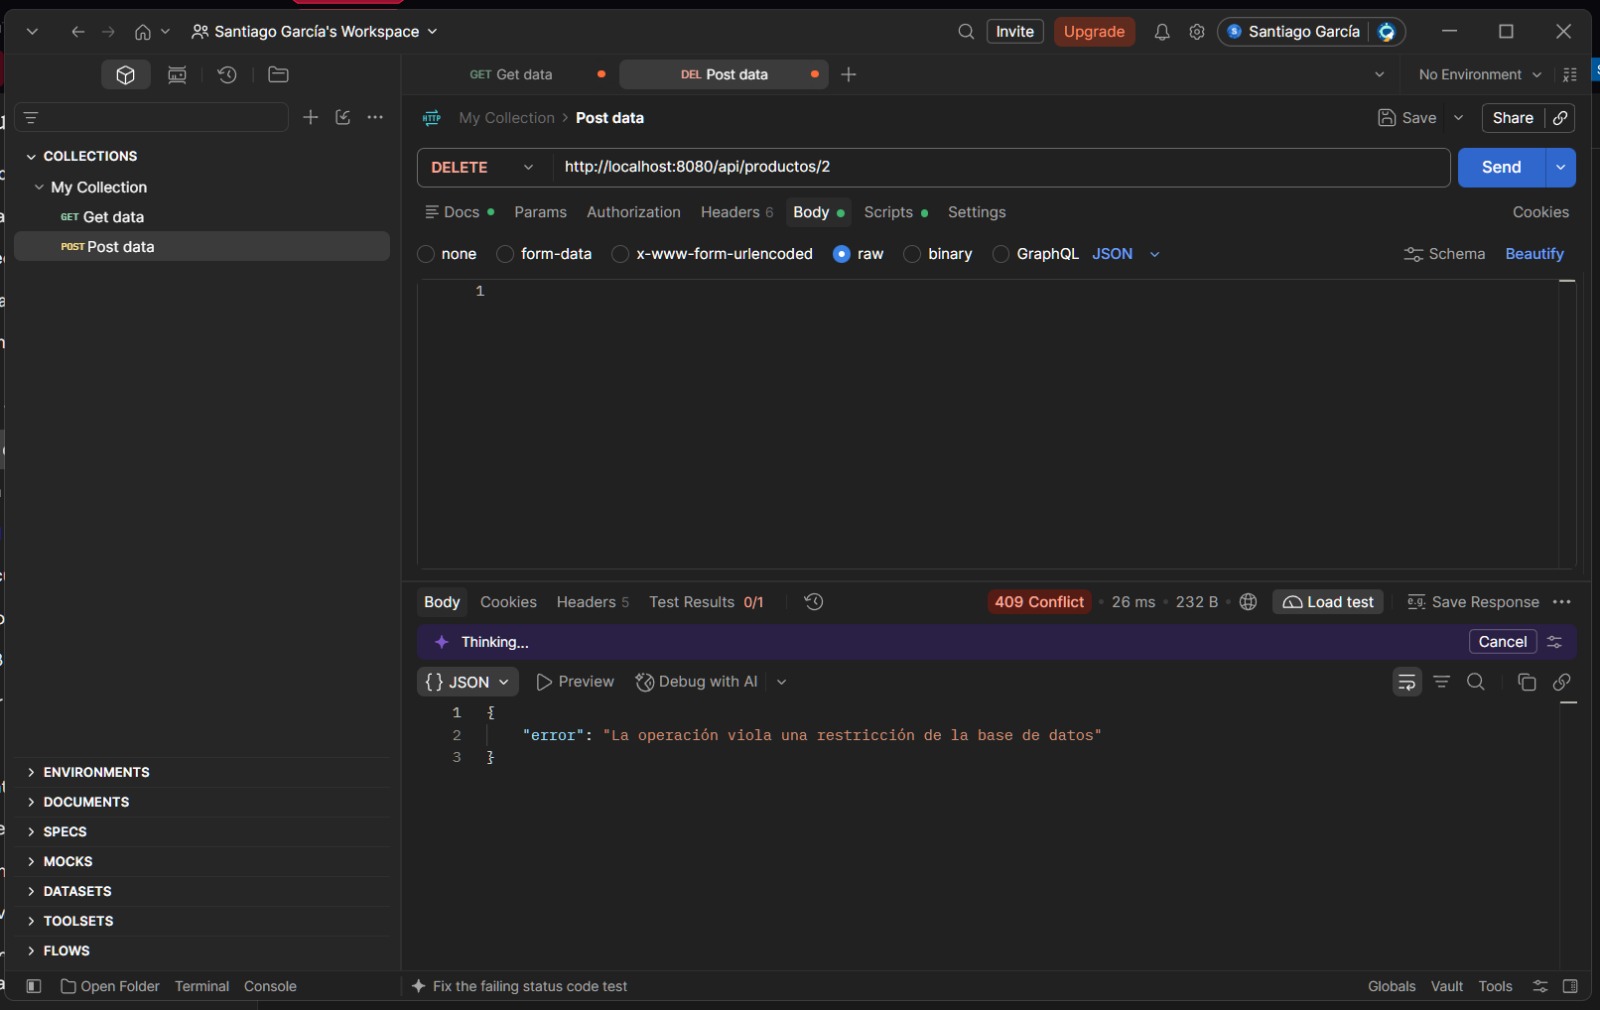 Santiago García's Workspace
Invite
Upgrade
Santiago García
GET Get data
DEL Post data
No Environment
HTTP My Collection > Post data
Save
Share
COLLECTIONS
My Collection
GET Get data
POST Post data
DELETE
http://localhost:8080/api/productos/2
Send
Docs
Params
Authorization
Headers 6
Body
Scripts
Settings
Cookies
none
form-data
x-www-form-urlencoded
raw
binary
GraphQL
JSON
Schema
Beautify
1
Body
Cookies
Headers 5
Test Results 0/1
409 Conflict
26 ms
232 B
Load test
e.g. Save Response
Thinking...
Cancel
{} JSON
Preview
Debug with AI
1 {
2 "error": "La operación viola una restricción de la base de datos"
3 }
ENVIRONMENTS
DOCUMENTS
SPECS
MOCKS
DATASETS
TOOLSETS
FLOWS
Open Folder
Terminal
Console
Fix the failing status code test
Globals
Vault
Tools